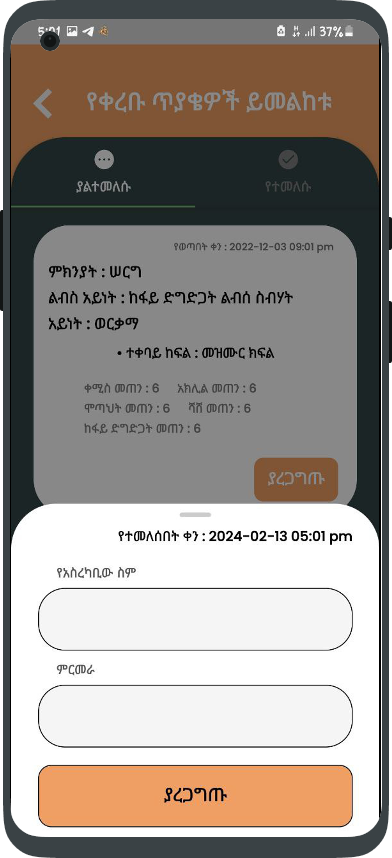 5:01 37%
የቀረቡ ጥያቄዎች ይመልከቱ
ያልተመለሱ የተመለሱ
የወጣበት ቀን : 2022-12-03 09:01 pm
ምክንያት : ሠርግ
ልብስ አይነት : ከፋይ ድግድጋት ልብሰ ስብሃት
አይነት : ወርቃማ
• ተቀባይ ከፍል : መዝሙር ክፍል
ቀሚስ መጠን : 6 አክሊል መጠን : 6
ሞጣህት መጠን : 6 ሻሽ መጠን : 6
ከፋይ ድግድጋት መጠን : 6
ያረጋግጡ
የተመለሰበት ቀን : 2024-02-13 05:01 pm
የአስረካቢው ስም
ምርመራ
ያረጋግጡ